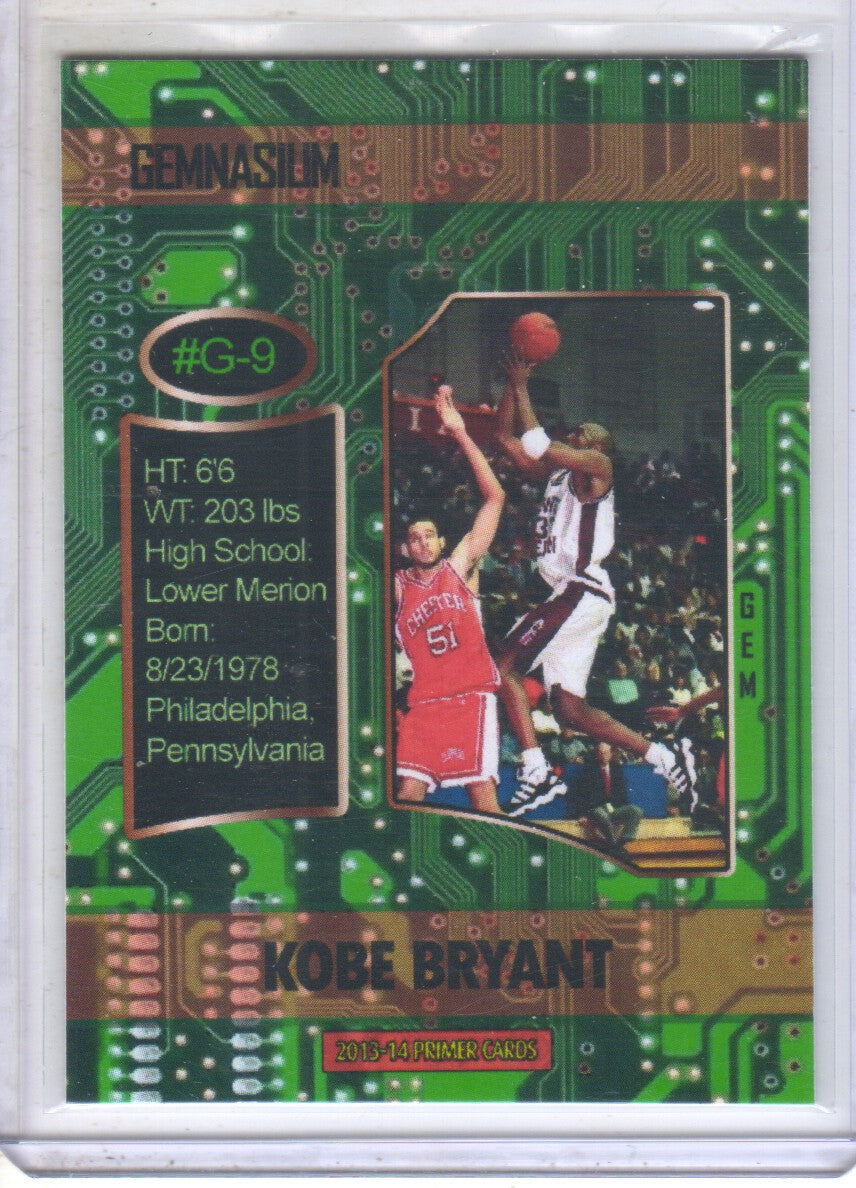 GEMNASIUM
#G-9
HT: 6'6
WT: 203 lbs
High School:
Lower Merion
Born:
8/23/1978
Philadelphia,
Pennsylvania
CHESTER
51
GEM
KOBE BRYANT
2013-14 PRIMER CARDS